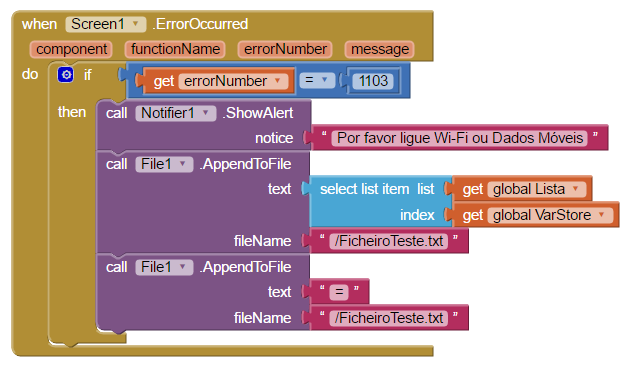 when Screen1 .ErrorOccurred
component functionName errorNumber message
do if get errorNumber = 1103
then call Notifier1 .ShowAlert
notice " Por favor ligue Wi-Fi ou Dados Móveis "
call File1 .AppendToFile
text select list item list get global Lista
index get global VarStore
fileName " /FicheiroTeste.txt "
call File1 .AppendToFile
text " = "
fileName " /FicheiroTeste.txt "